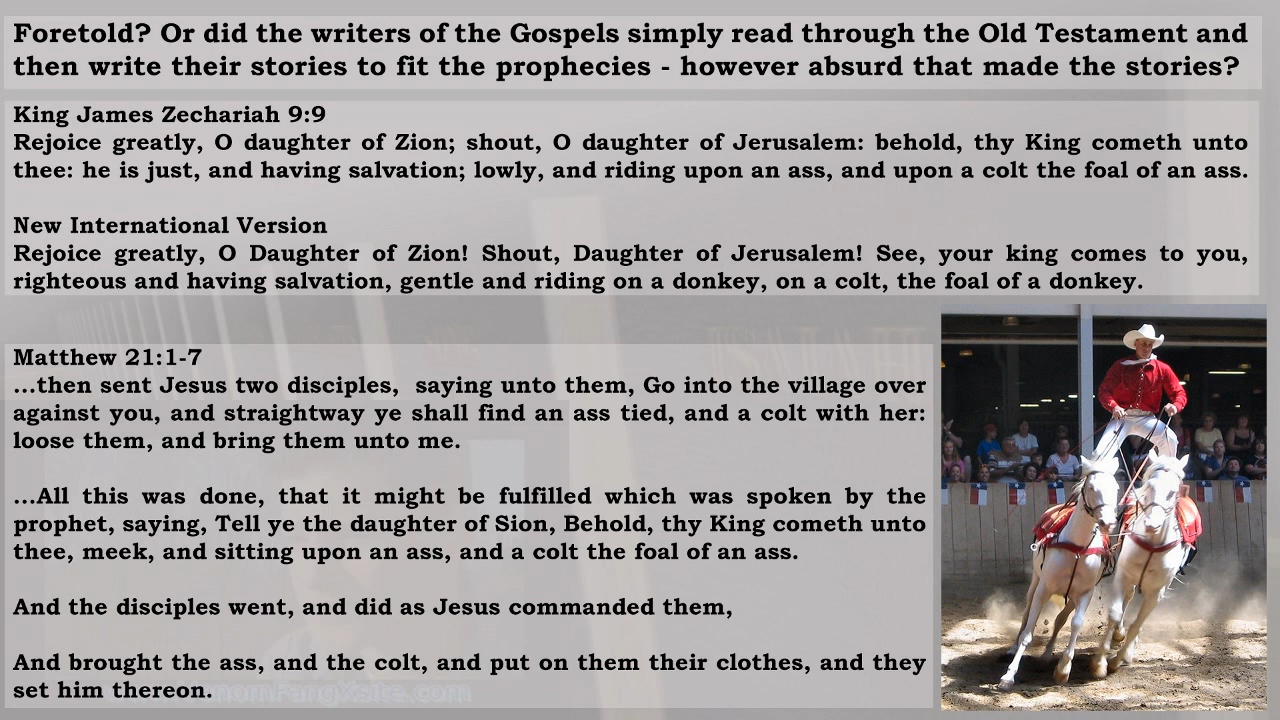 Foretold? Or did the writers of the Gospels simply read through the Old Testament and
then write their stories to fit the prophecies - however absurd that made the stories?
King James Zechariah 9:9
Rejoice greatly, O daughter of Zion; shout, O daughter of Jerusalem: behold, thy King cometh unto
thee: he is just, and having salvation; lowly, and riding upon an ass, and upon a colt the foal of an ass.
New International Version
Rejoice greatly, O Daughter of Zion! Shout, Daughter of Jerusalem! See, your king comes to you,
righteous and having salvation, gentle and riding on a donkey, on a colt, the foal of a donkey.
Matthew 21:1-7
...then sent Jesus two disciples, saying unto them, Go into the village over
against you, and straightway ye shall find an ass tied, and a colt with her:
loose them, and bring them unto me.
...All this was done, that it might be fulfilled which was spoken by the
prophet, saying, Tell ye the daughter of Sion, Behold, thy King cometh unto
thee, meek, and sitting upon an ass, and a colt the foal of an ass.
And the disciples went, and did as Jesus commanded them,
And brought the ass, and the colt, and put on them their clothes, and they
set him thereon.